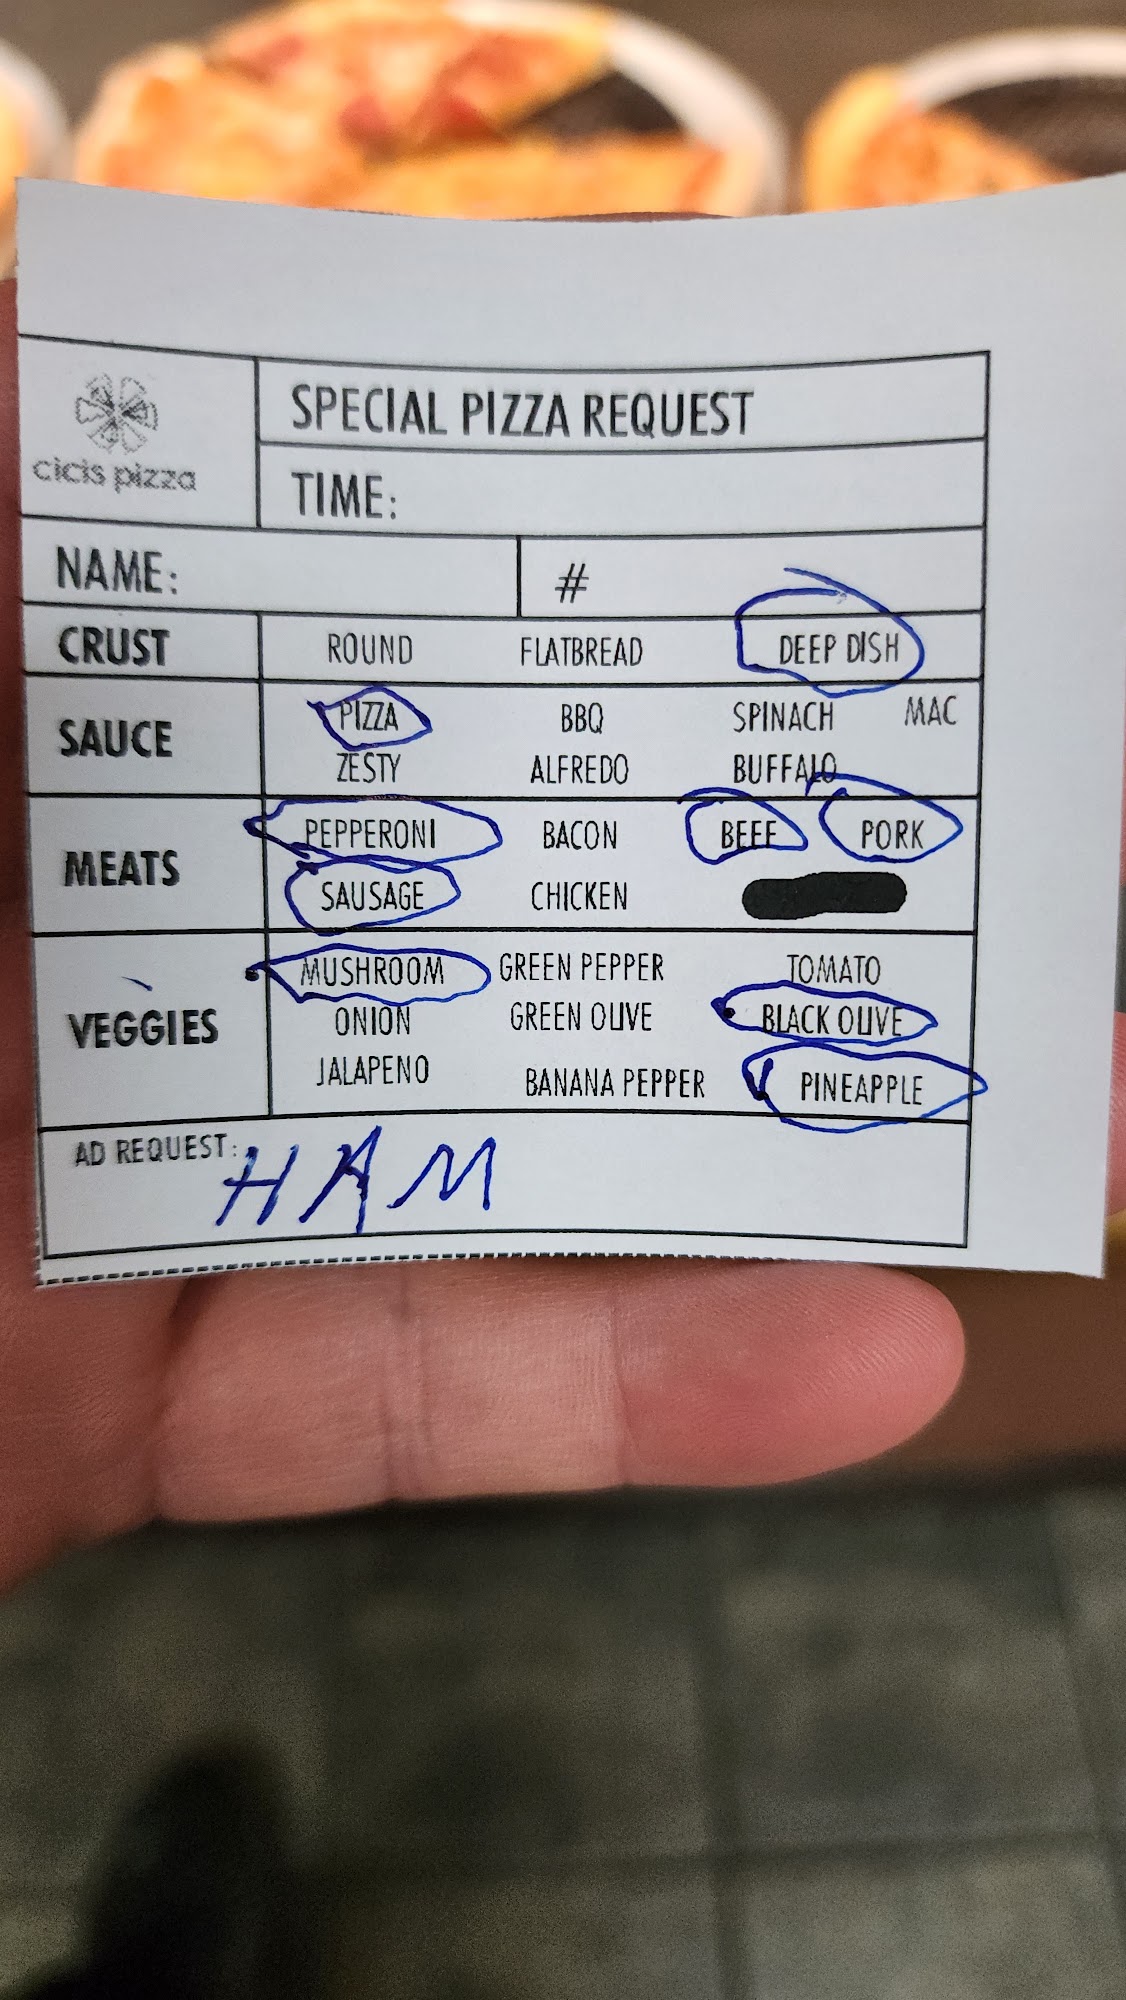 cicis pizza
SPECIAL PIZZA REQUEST
TIME:
NAME: #
CRUST ROUND FLATBREAD DEEP DISH
SAUCE
PIZZA BBQ SPINACH MAC
ZESTY ALFREDO BUFFALO
MEATS
PEPPERONI BACON BEEF PORK
SAUSAGE CHICKEN
VEGGIES
MUSHROOM GREEN PEPPER TOMATO
ONION GREEN OLIVE BLACK OLIVE
JALAPENO BANANA PEPPER PINEAPPLE
AD REQUEST: HAM